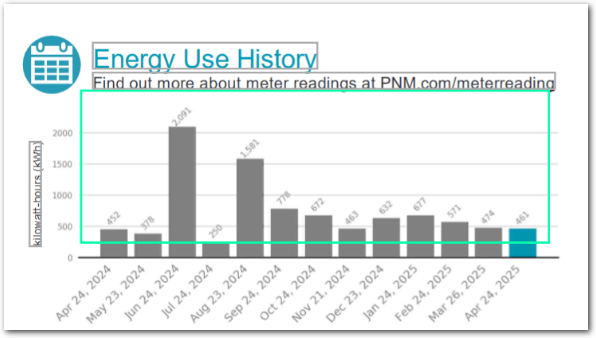 Energy Use History
Find out more about meter readings at PNM.com/meterreading
kilowatt-hours (kWh)
2000
1500
1000
500
0
452
378
2,091
250
1,581
778
672
463
632
677
571
474
461
Apr 24, 2024
May 23, 2024
Jun 24, 2024
Jul 24, 2024
Aug 23, 2024
Sep 24, 2024
Oct 24, 2024
Nov 21, 2024
Dec 23, 2024
Jan 24, 2025
Feb 24, 2025
Mar 26, 2025
Apr 24, 2025